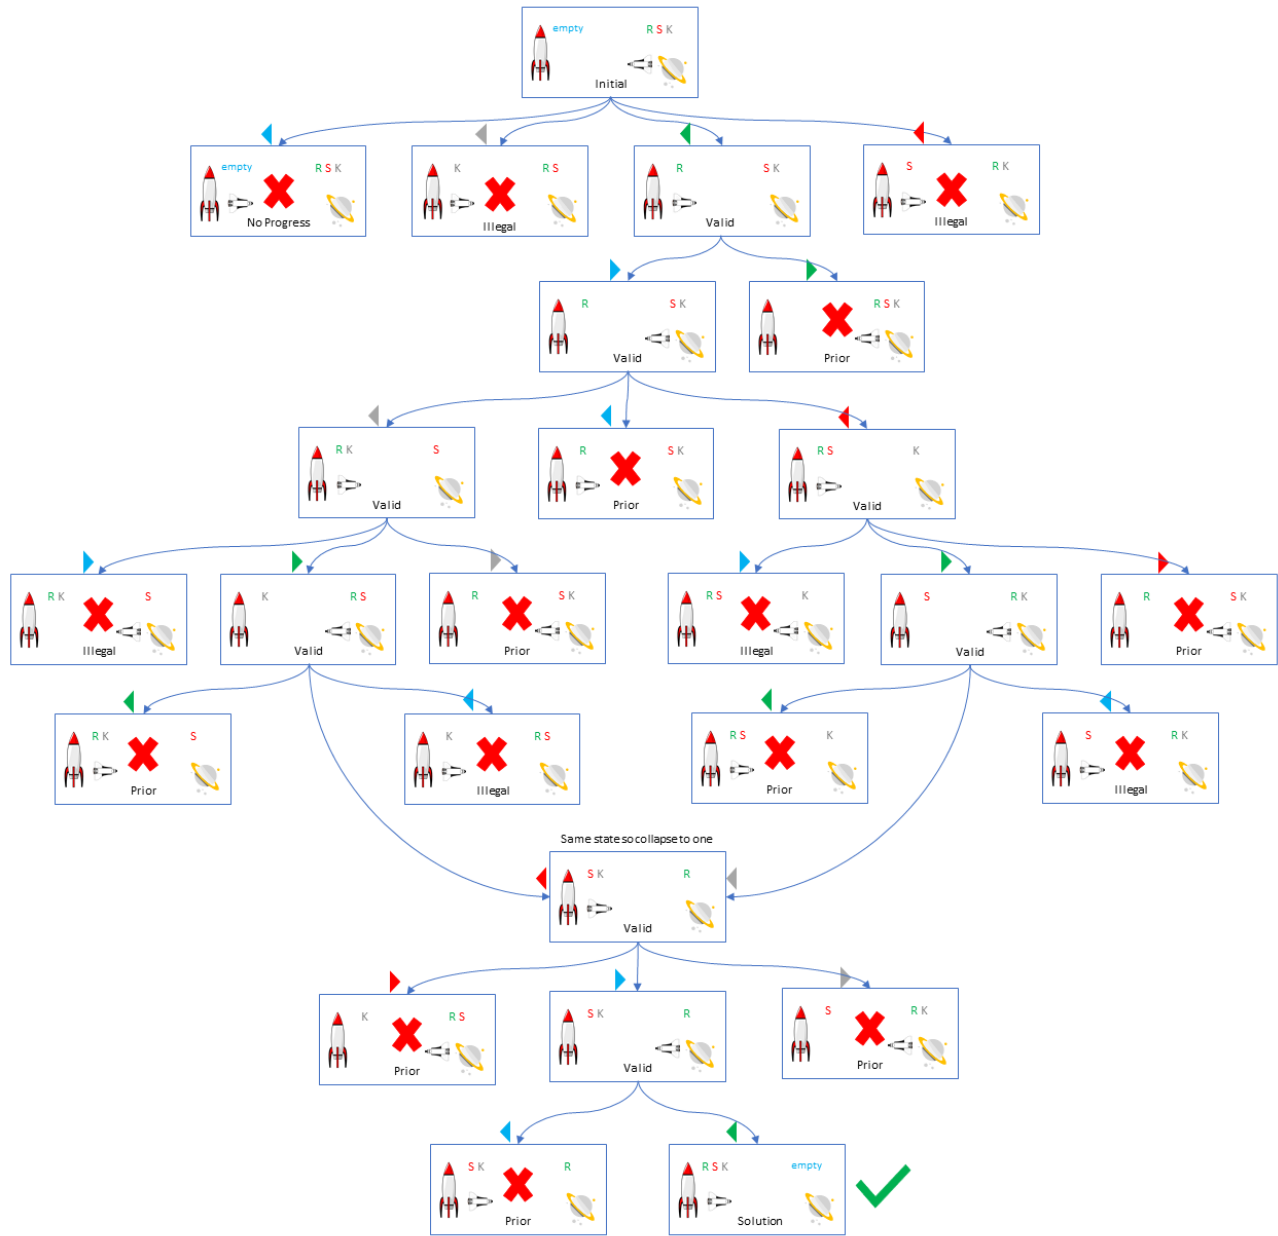 empty R S K
Initial
empty R S K
No Progress
K R S
Illegal
R S K
Valid
S R K
Illegal
R S K
Valid
R S K
Prior
R K S
Valid
R S K
Prior
R S K
Valid
R K S
Illegal
K R S
Valid
R S K
Prior
R S K
Illegal
S R K
Valid
R S K
Prior
R K S
Prior
K R S
Illegal
R S K
Prior
S R K
Illegal
Same state so collapse to one
S K R
Valid
K R S
Prior
S K R
Valid
S R K
Prior
S K R
Prior
R S K empty
Solution